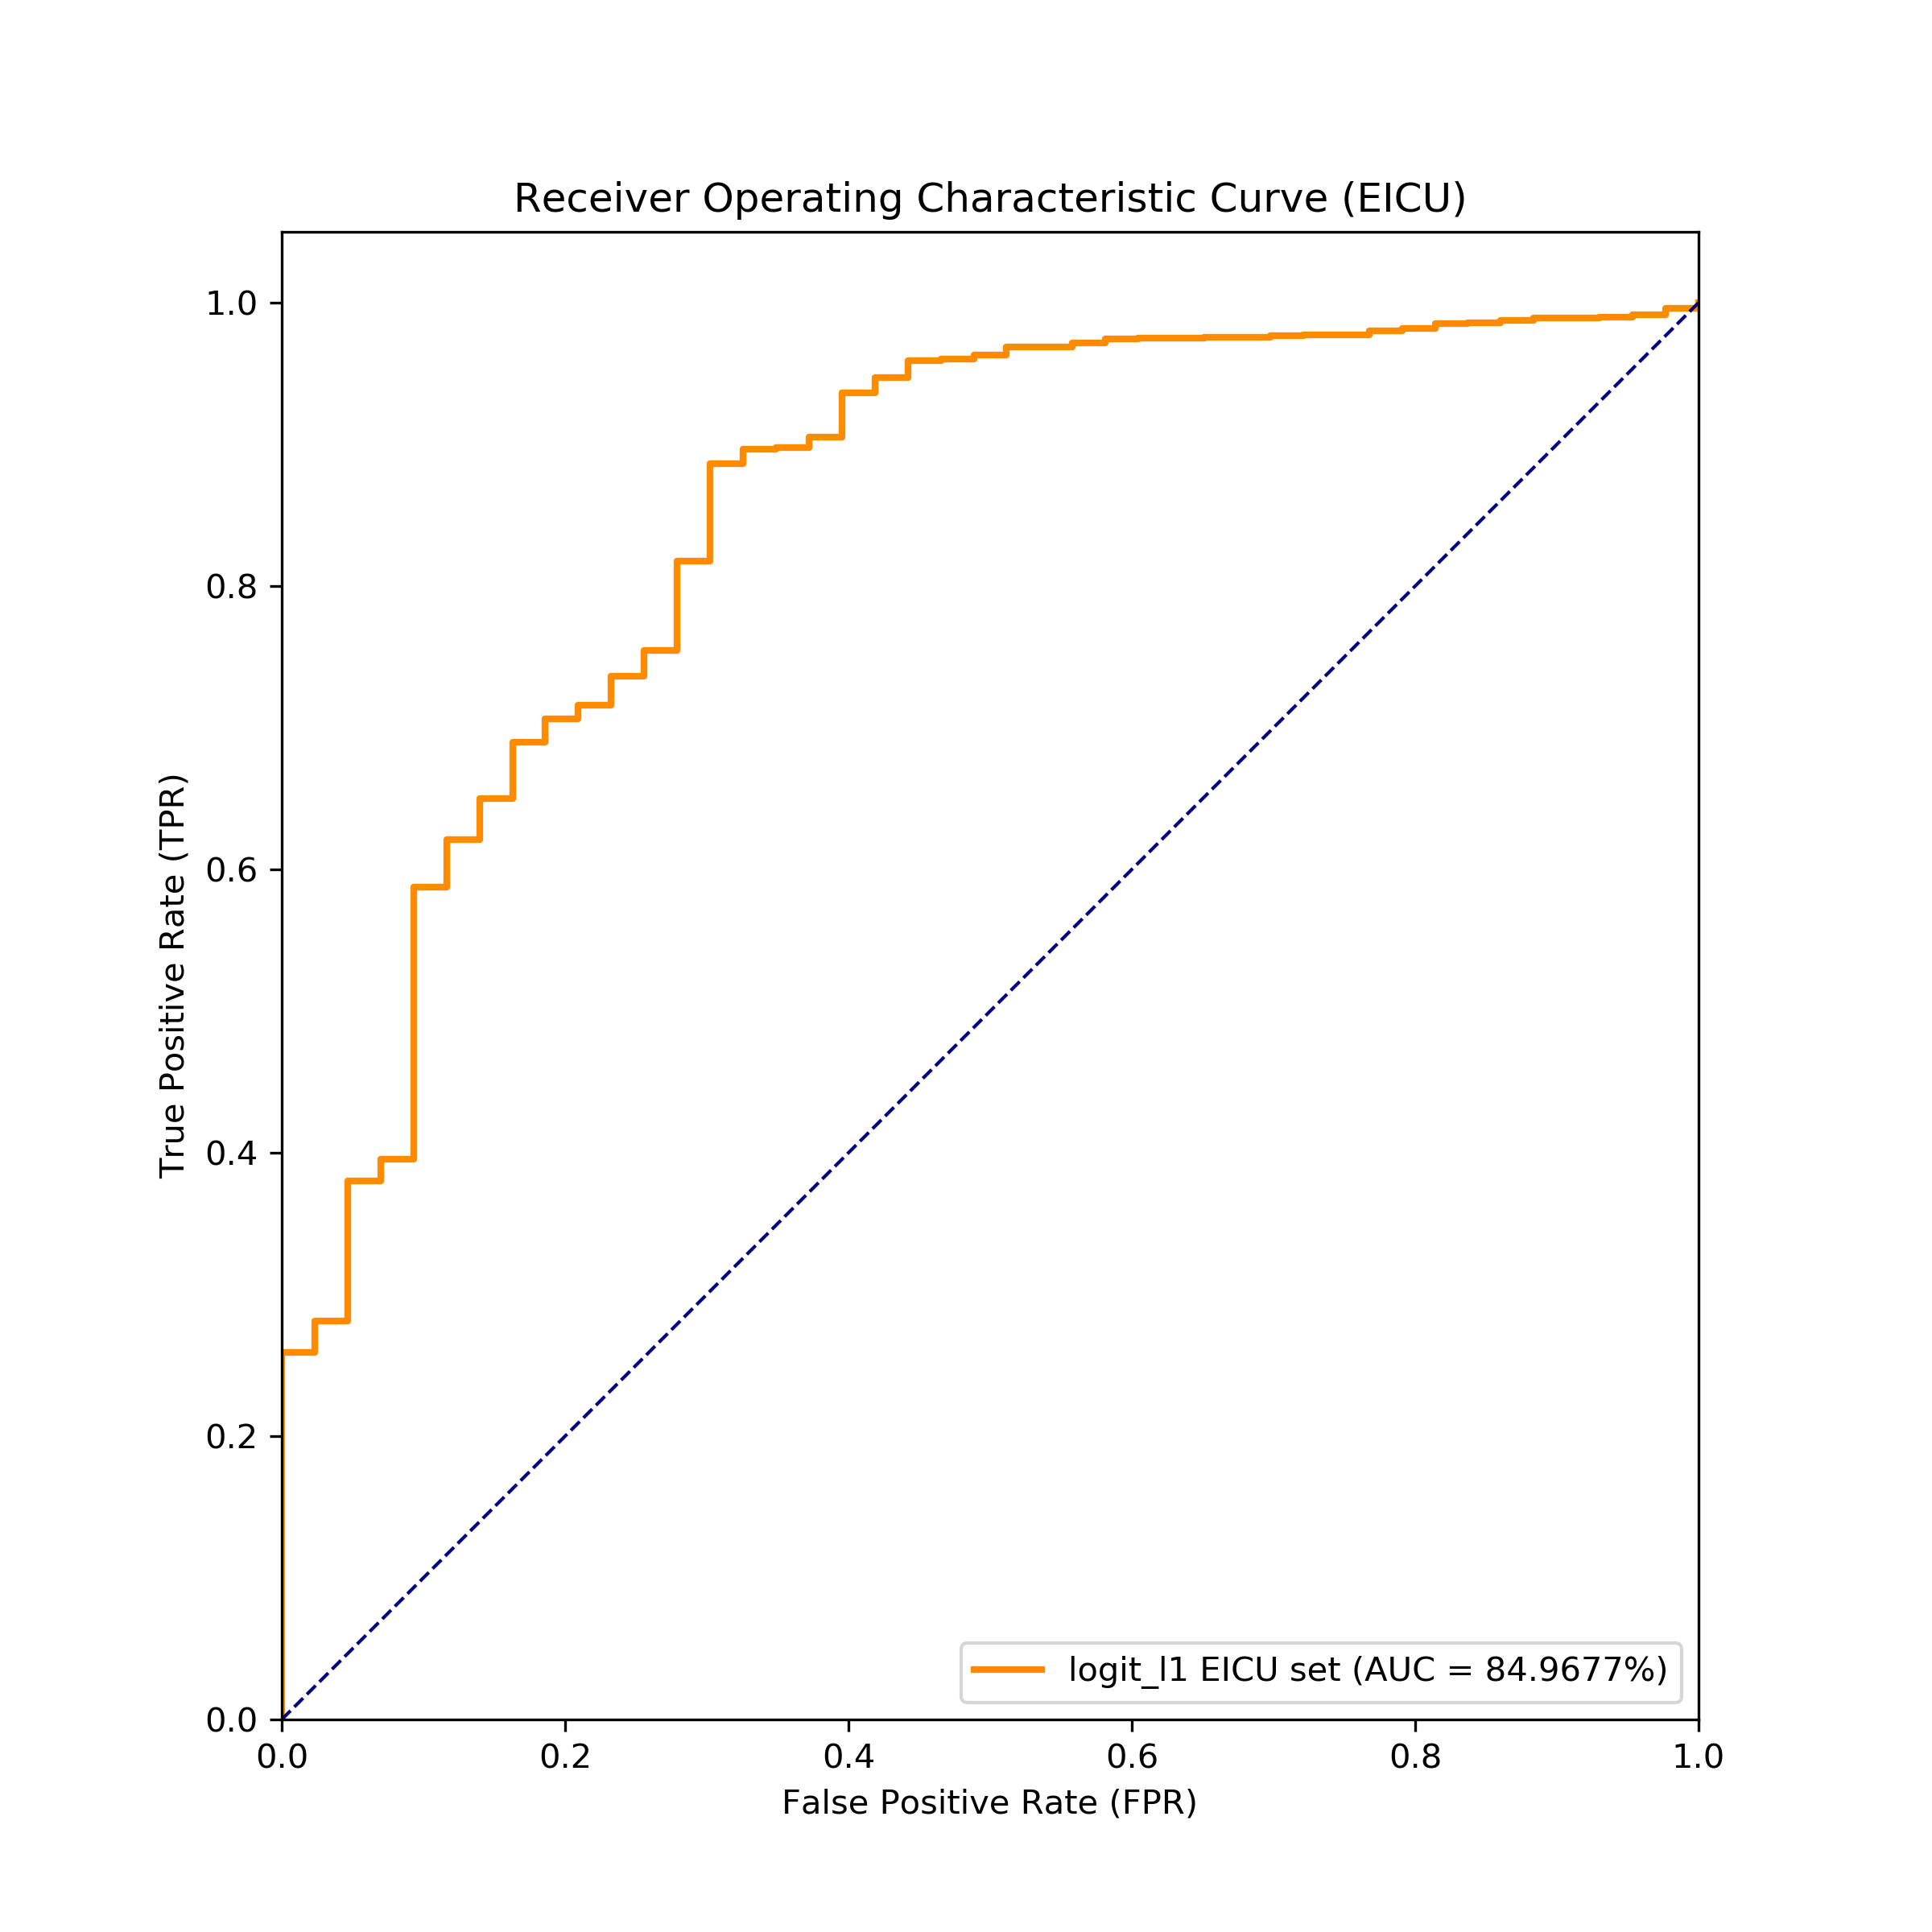 Receiver Operating Characteristic Curve (EICU)
1.0
0.8
0.6
0.4
0.2
0.0
True Positive Rate (TPR)
logit_l1 EICU set (AUC = 84.9677%)
0.0 0.2 0.4 0.6 0.8 1.0
False Positive Rate (FPR)